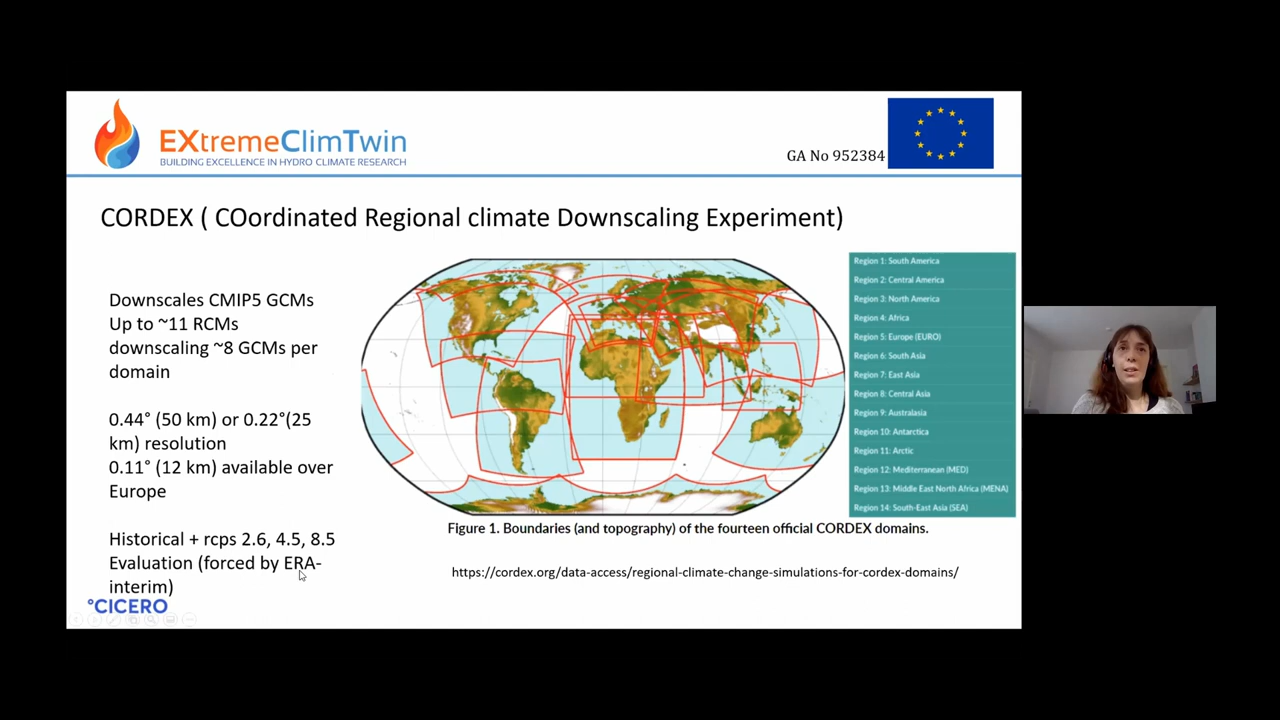 EXtremeClimTwin
BUILDING EXCELLENCE IN HYDRO CLIMATE RESEARCH
GA No 952384
CORDEX ( COordinated Regional climate Downscaling Experiment)
Downscales CMIP5 GCMs
Up to ~11 RCMs
downscaling ~8 GCMs per
domain
0.44° (50 km) or 0.22°(25
km) resolution
0.11° (12 km) available over
Europe
Historical + rcps 2.6, 4.5, 8.5
Evaluation (forced by ERA-
interim)
°CICERO
Region 1: South America
Region 2: Central America
Region 3: North America
Region 4: Africa
Region 5: Europe (EURO)
Region 6: South Asia
Region 7: East Asia
Region 8: Central Asia
Region 9: Australasia
Region 10: Antarctica
Region 11: Arctic
Region 12: Mediterranean (MED)
Region 13: Middle East North Africa (MENA)
Region 14: South-East Asia (SEA)
Figure 1. Boundaries (and topography) of the fourteen official CORDEX domains.
https://cordex.org/data-access/regional-climate-change-simulations-for-cordex-domains/